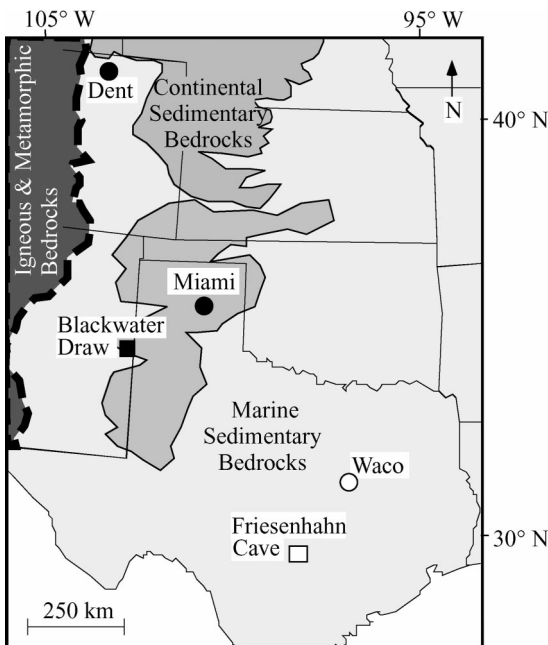 105° W
95° W
Igneous & Metamorphic
Bedrocks
Dent
Continental
Sedimentary
Bedrocks
N
40° N
Miami
Blackwater
Draw
Marine
Sedimentary
Bedrocks
Waco
Friesenhahn
Cave
30° N
250 km